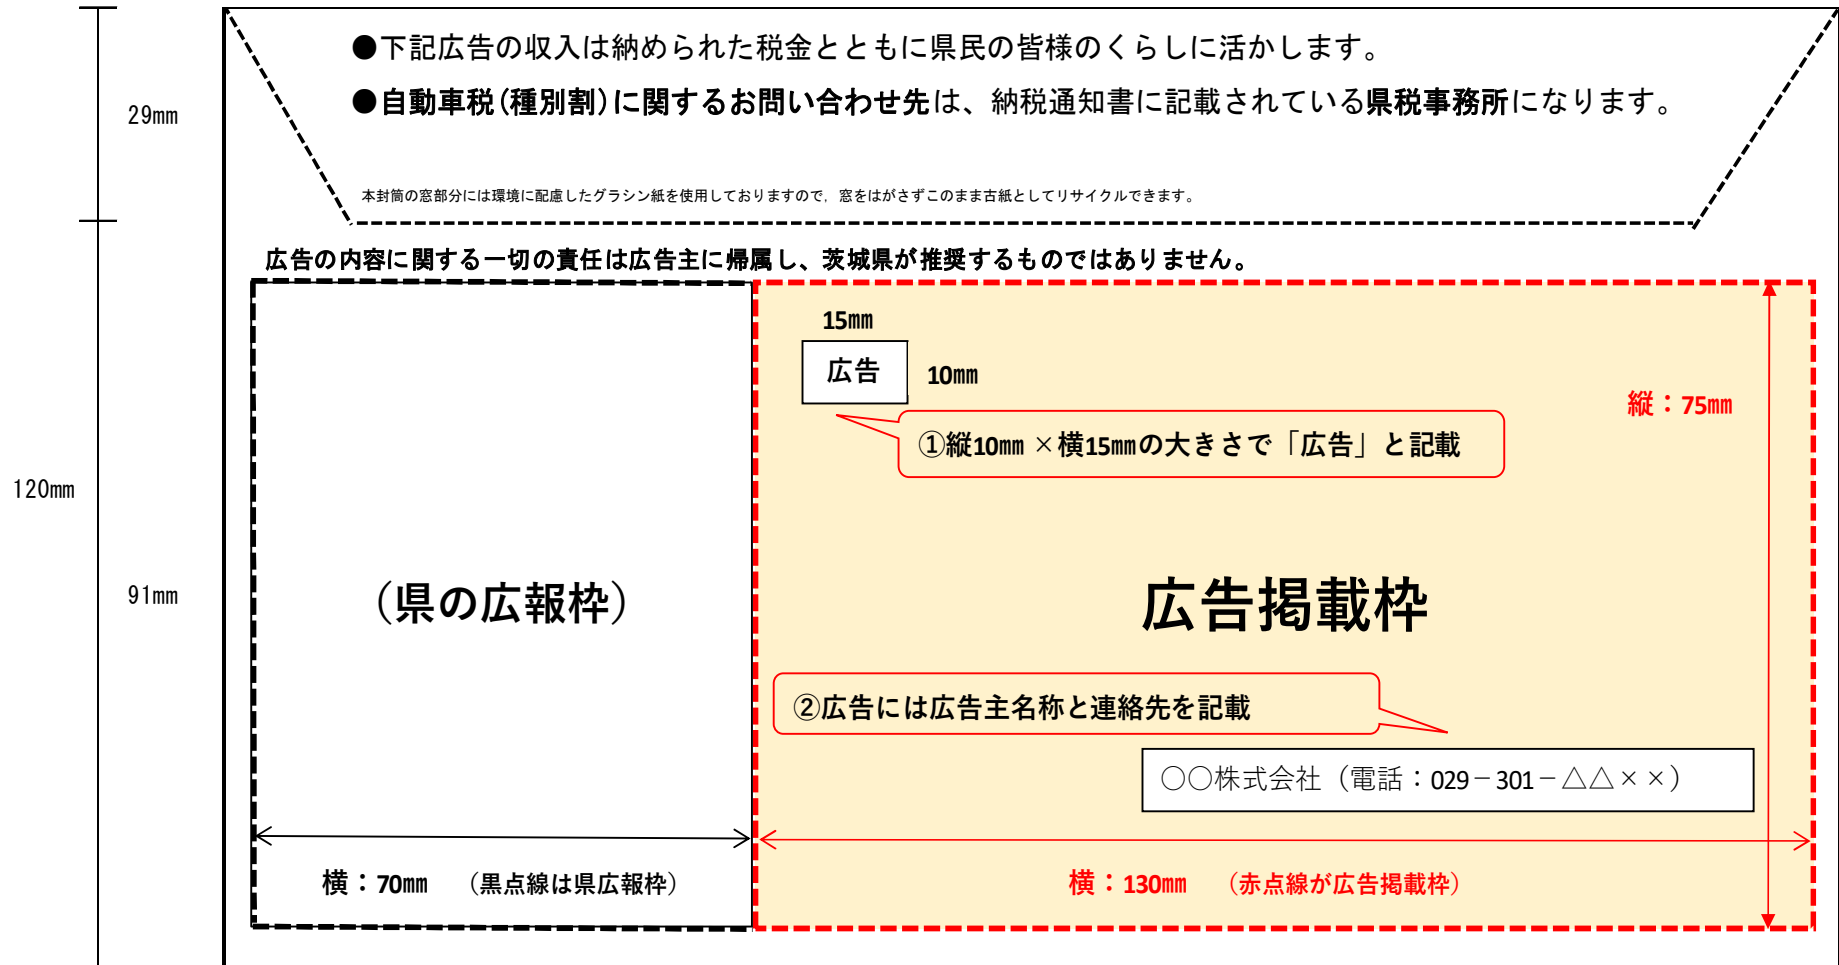 ●下記広告の収入は納められた税金とともに県民の皆様のくらしに活かします。
●自動車税(種別割)に関するお問い合わせ先は、納税通知書に記載されている県税事務所になります。
29mm
本封筒の窓部分には環境に配慮したグラシン紙を使用しておりますので，窓をはがさずこのまま古紙としてリサイクルできます。
広告の内容に関する一切の責任は広告主に帰属し、茨城県が推奨するものではありません。
15㎜
広告
10㎜
縦：75㎜
①縦10㎜ ×横15㎜の大きさで「広告」と記載
120mm
91mm
（県の広報枠）
広告掲載枠
②広告には広告主名称と連絡先を記載
○○株式会社（電話：029－301－△△××）
横：70㎜ （黒点線は県広報枠）
横：130㎜ （赤点線が広告掲載枠）